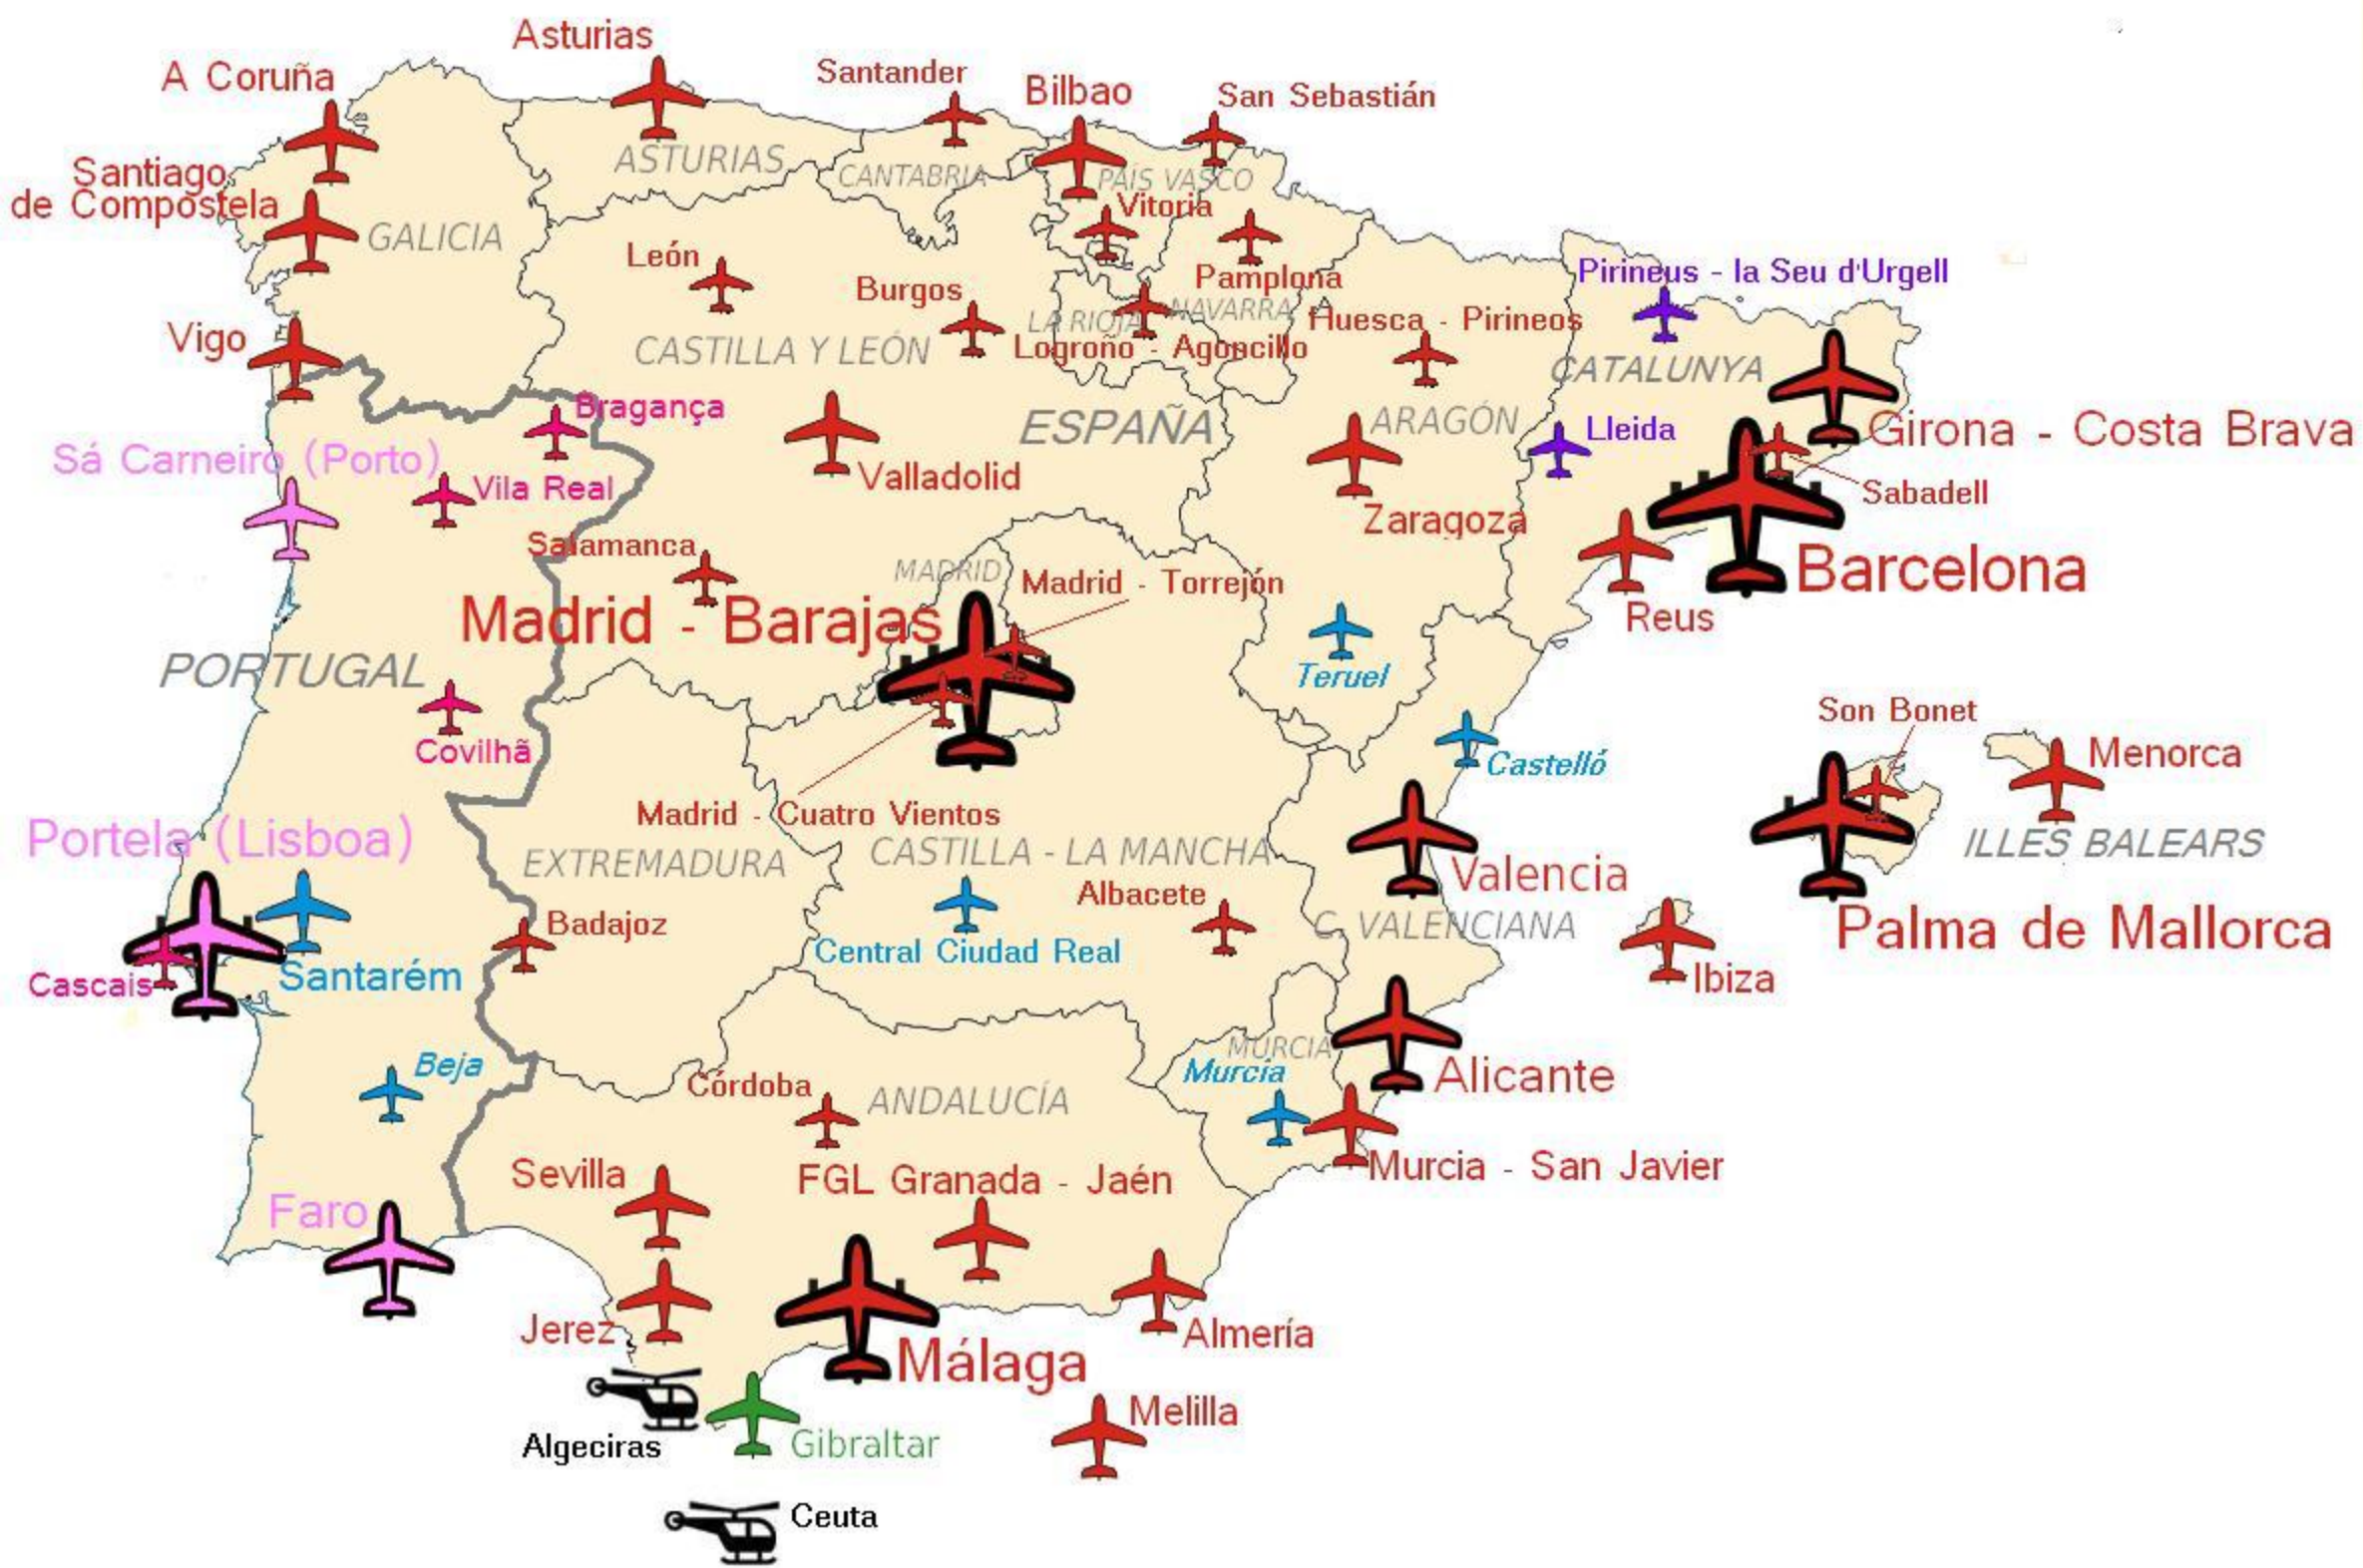 Asturias
A Coruña
Santander
Bilbao
San Sebastián
Santiago
de Compostela
ASTURIAS
CANTABRIA
PAÍS VASCO
Vitoria
GALICIA
León
Burgos
Pamplona
Pirineus - la Seu d'Urgell
LA RIOJA
NAVARRA
Huesca - Pirineos
Vigo
CASTILLA Y LEÓN
Logroño - Agoncillo
CATALUNYA
Bragança
ESPAÑA
ARAGÓN
Lleida
Girona - Costa Brava
Sá Carneiro (Porto)
Vila Real
Valladolid
Sabadell
Zaragoza
Salamanca
MADRID
Madrid - Torrejón
Barcelona
Madrid - Barajas
Reus
PORTUGAL
Teruel
Son Bonet
Covilhã
Castelló
Menorca
Madrid - Cuatro Vientos
Portela (Lisboa)
EXTREMADURA
CASTILLA - LA MANCHA
ILLES BALEARS
Valencia
Albacete
Badajoz
C. VALENCIANA
Palma de Mallorca
Central Ciudad Real
Cascais
Santarém
Ibiza
MURCIA
Beja
Murcia
Alicante
Córdoba
ANDALUCÍA
Sevilla
FGL Granada - Jaén
Murcia - San Javier
Faro
Jerez
Almería
Málaga
Melilla
Algeciras
Gibraltar
Ceuta